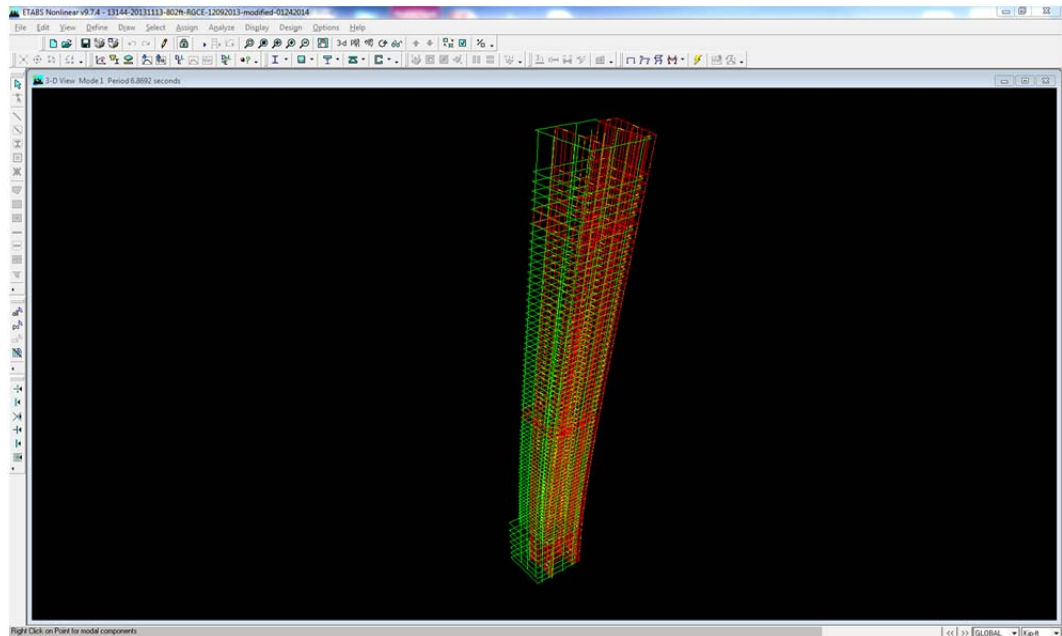 ETABS Nonlinear v9.7.4 - 13144-20131113-802ft-RGCE-12092013-modified-01242014
File Edit View Define Draw Select Assign Analyze Display Design Options Help
3-d
3-D View Mode 1 Period 6.8692 seconds
Right Click on Point for modal components
GLOBAL Kip-ft